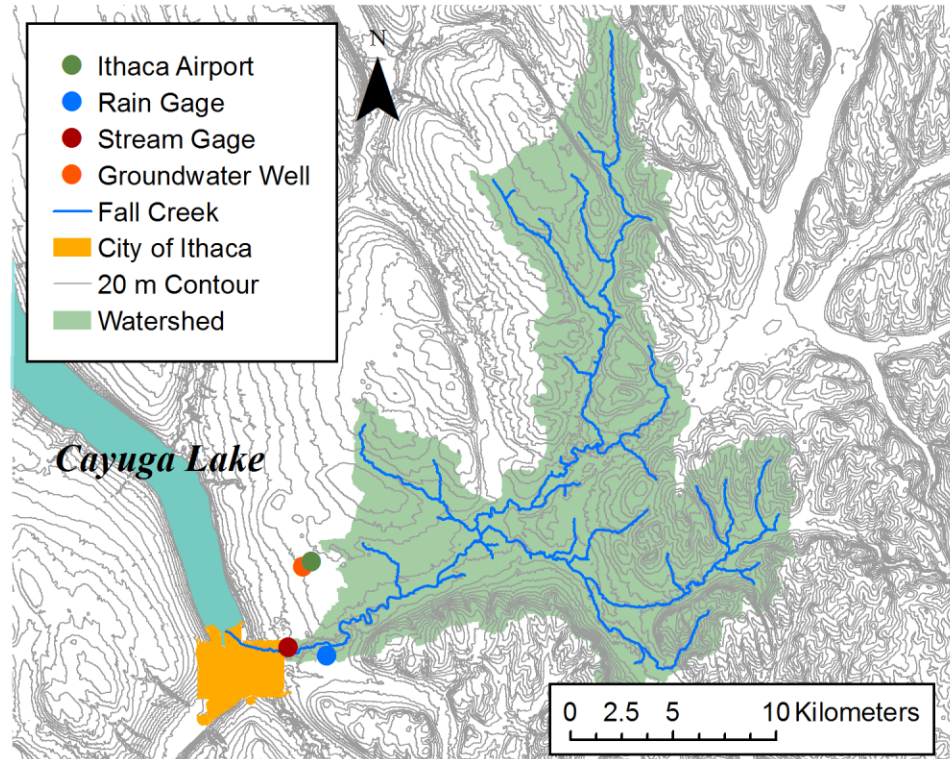 N
Ithaca Airport
Rain Gage
Stream Gage
Groundwater Well
Fall Creek
City of Ithaca
20 m Contour
Watershed
Cayuga Lake
0 2.5 5 10 Kilometers